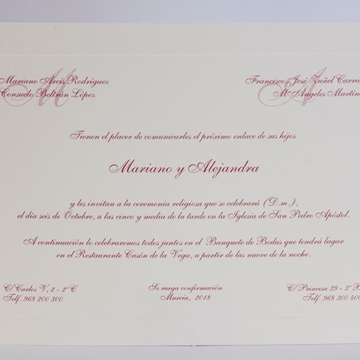 M
A
Mariano Arcis Rodríguez
Consuelo Beltrán López
Francisco José Zañel Carri
Mª Ángeles Martín
Tienen el placer de comunicarles el próximo enlace de sus hijos
Mariano y Alejandra
y les invitan a la ceremonia religiosa que se celebrará (D.m.),
el día seis de Octubre, a las cinco y media de la tarde en la Iglesia de San Pedro Apóstol.
A continuación lo celebraremos todos juntos en el Banquete de Bodas que tendrá lugar
en el Restaurante Casón de la Vega, a partir de las nueve de la noche.
C/ Carlos V, 2 - 2º C
Telf. 968 200 300
Se ruega confirmación
Murcia, 2018
C/ Princesa 29 - 3º
Telf. 968 300 50